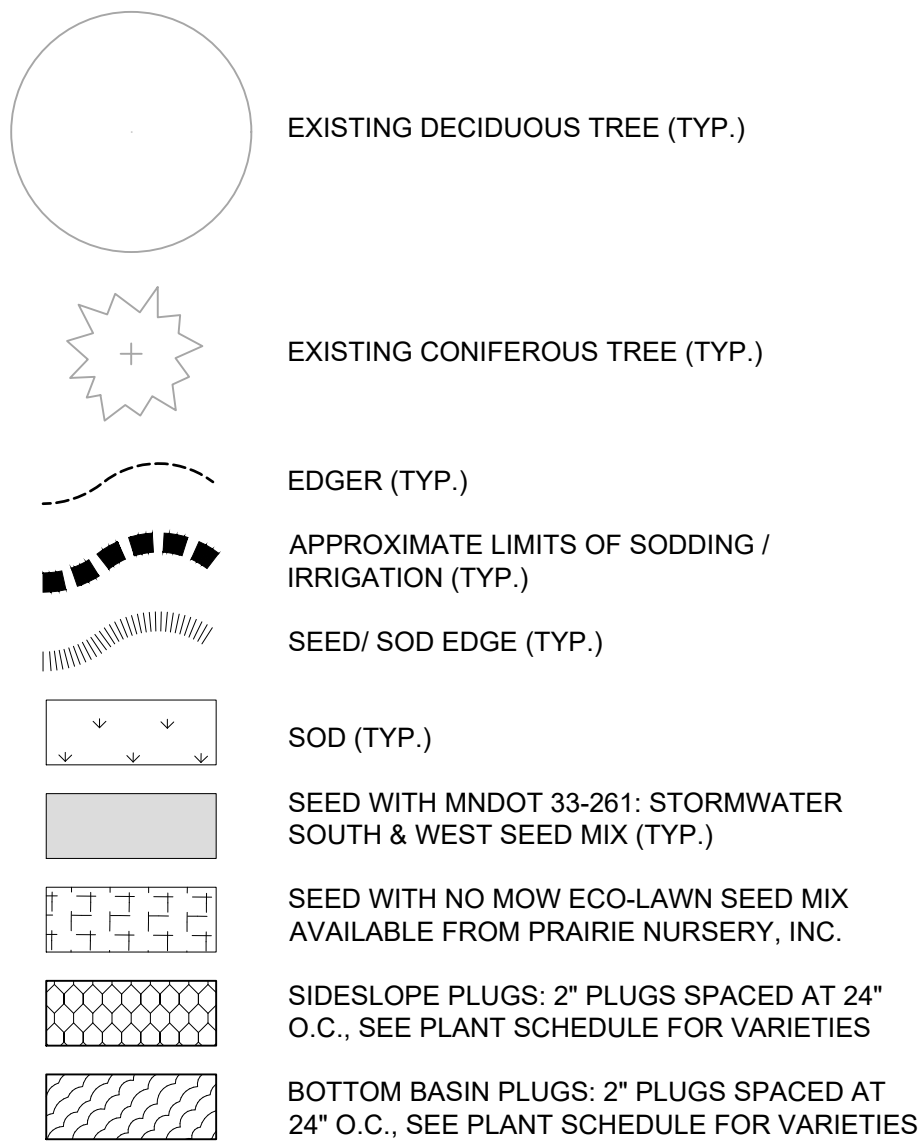 EXISTING DECIDUOUS TREE (TYP.)
EXISTING CONIFEROUS TREE (TYP.)
EDGER (TYP.)
APPROXIMATE LIMITS OF SODDING /
IRRIGATION (TYP.)
SEED/ SOD EDGE (TYP.)
SOD (TYP.)
SEED WITH MNDOT 33-261: STORMWATER
SOUTH & WEST SEED MIX (TYP.)
SEED WITH NO MOW ECO-LAWN SEED MIX
AVAILABLE FROM PRAIRIE NURSERY, INC.
SIDESLOPE PLUGS: 2" PLUGS SPACED AT 24"
O.C., SEE PLANT SCHEDULE FOR VARIETIES
BOTTOM BASIN PLUGS: 2" PLUGS SPACED AT
24" O.C., SEE PLANT SCHEDULE FOR VARIETIES